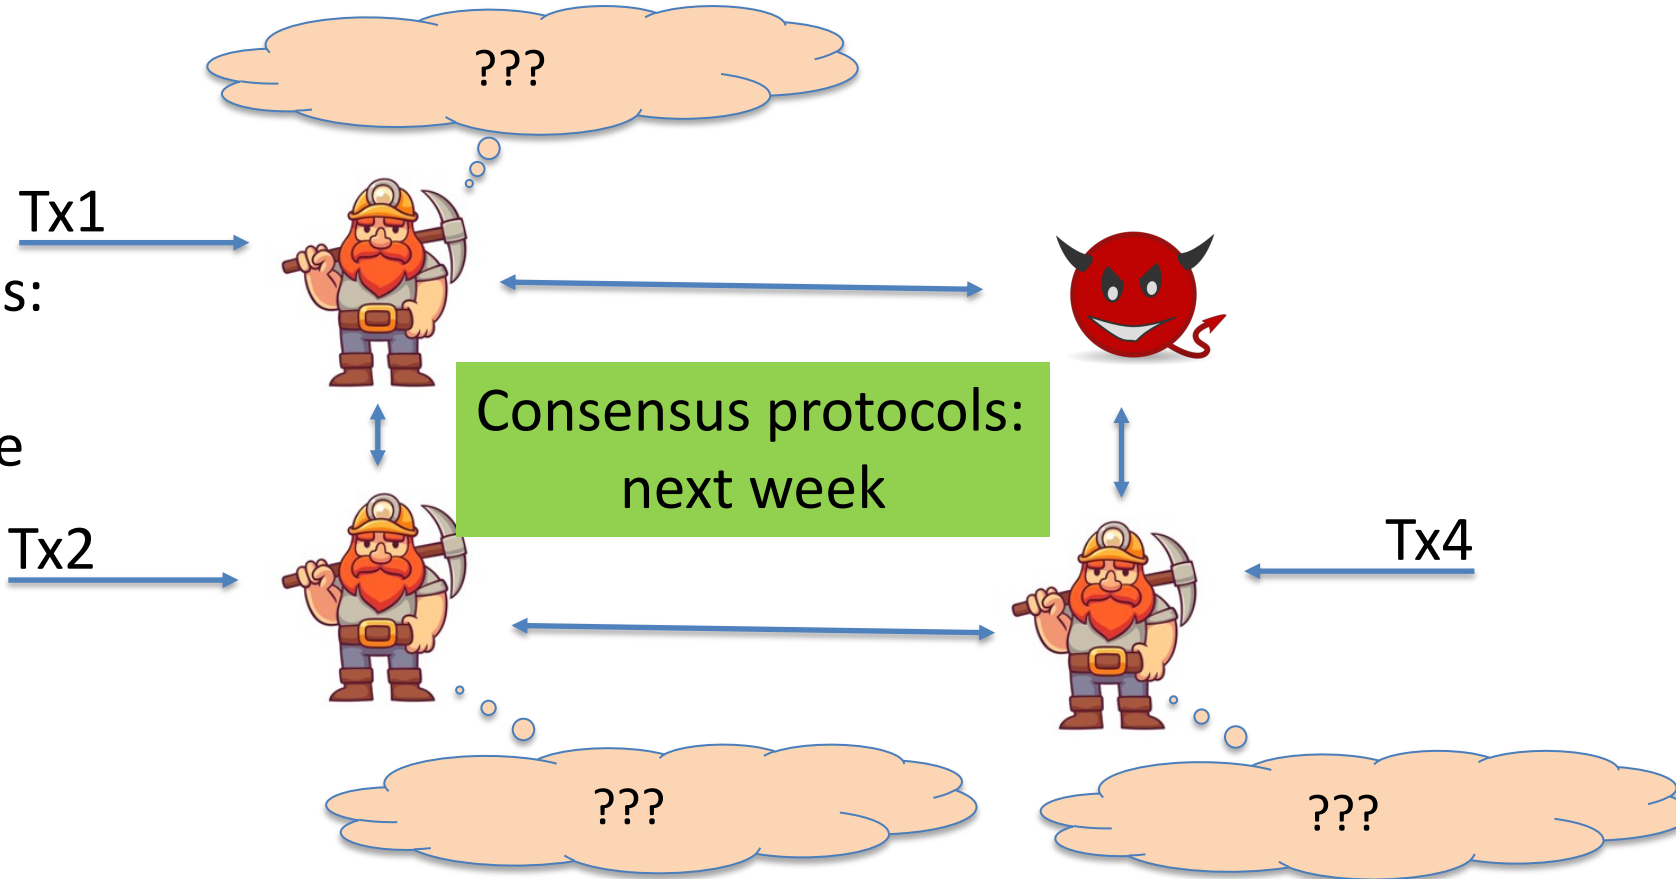 ???
Tx1
s:
Consensus protocols:
next week
e
Tx2
Tx4
???
???